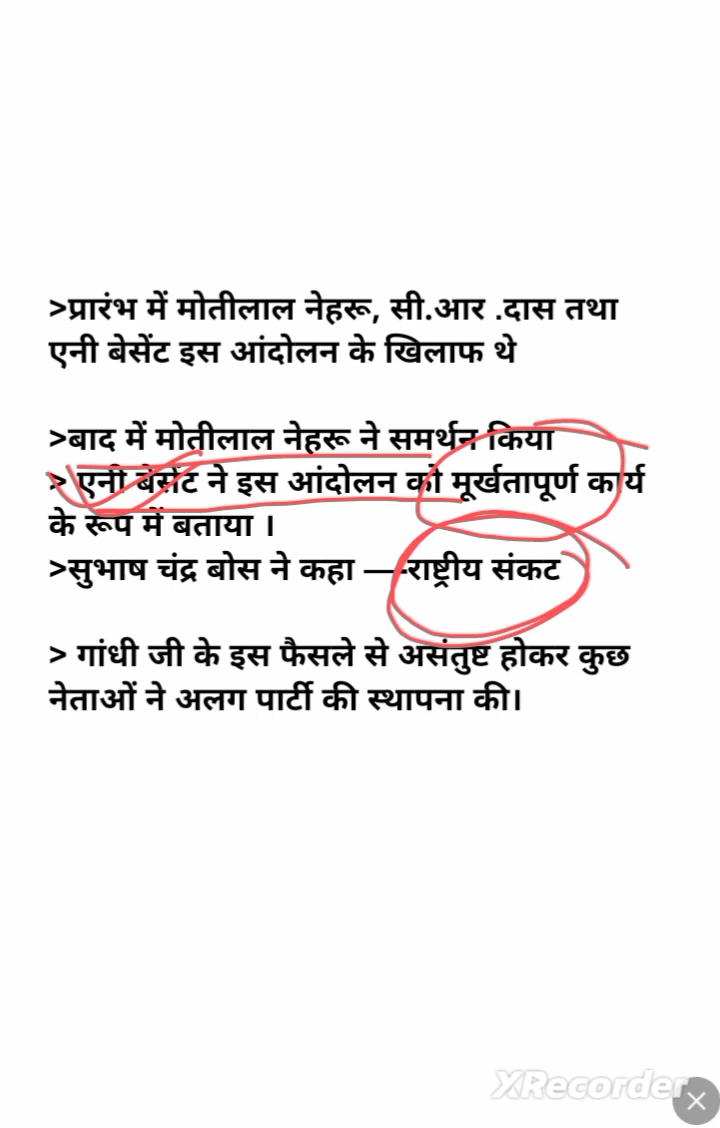 >प्रारंभ में मोतीलाल नेहरू, सी.आर .दास तथा
एनी बेसेंट इस आंदोलन के खिलाफ थे
>बाद में मोतीलाल नेहरू ने समर्थन किया
> एनी बेसेंट ने इस आंदोलन को मूर्खतापूर्ण कार्य
के रूप में बताया ।
>सुभाष चंद्र बोस ने कहा —-राष्ट्रीय संकट
> गांधी जी के इस फैसले से असंतुष्ट होकर कुछ
नेताओं ने अलग पार्टी की स्थापना की।
XRecorder